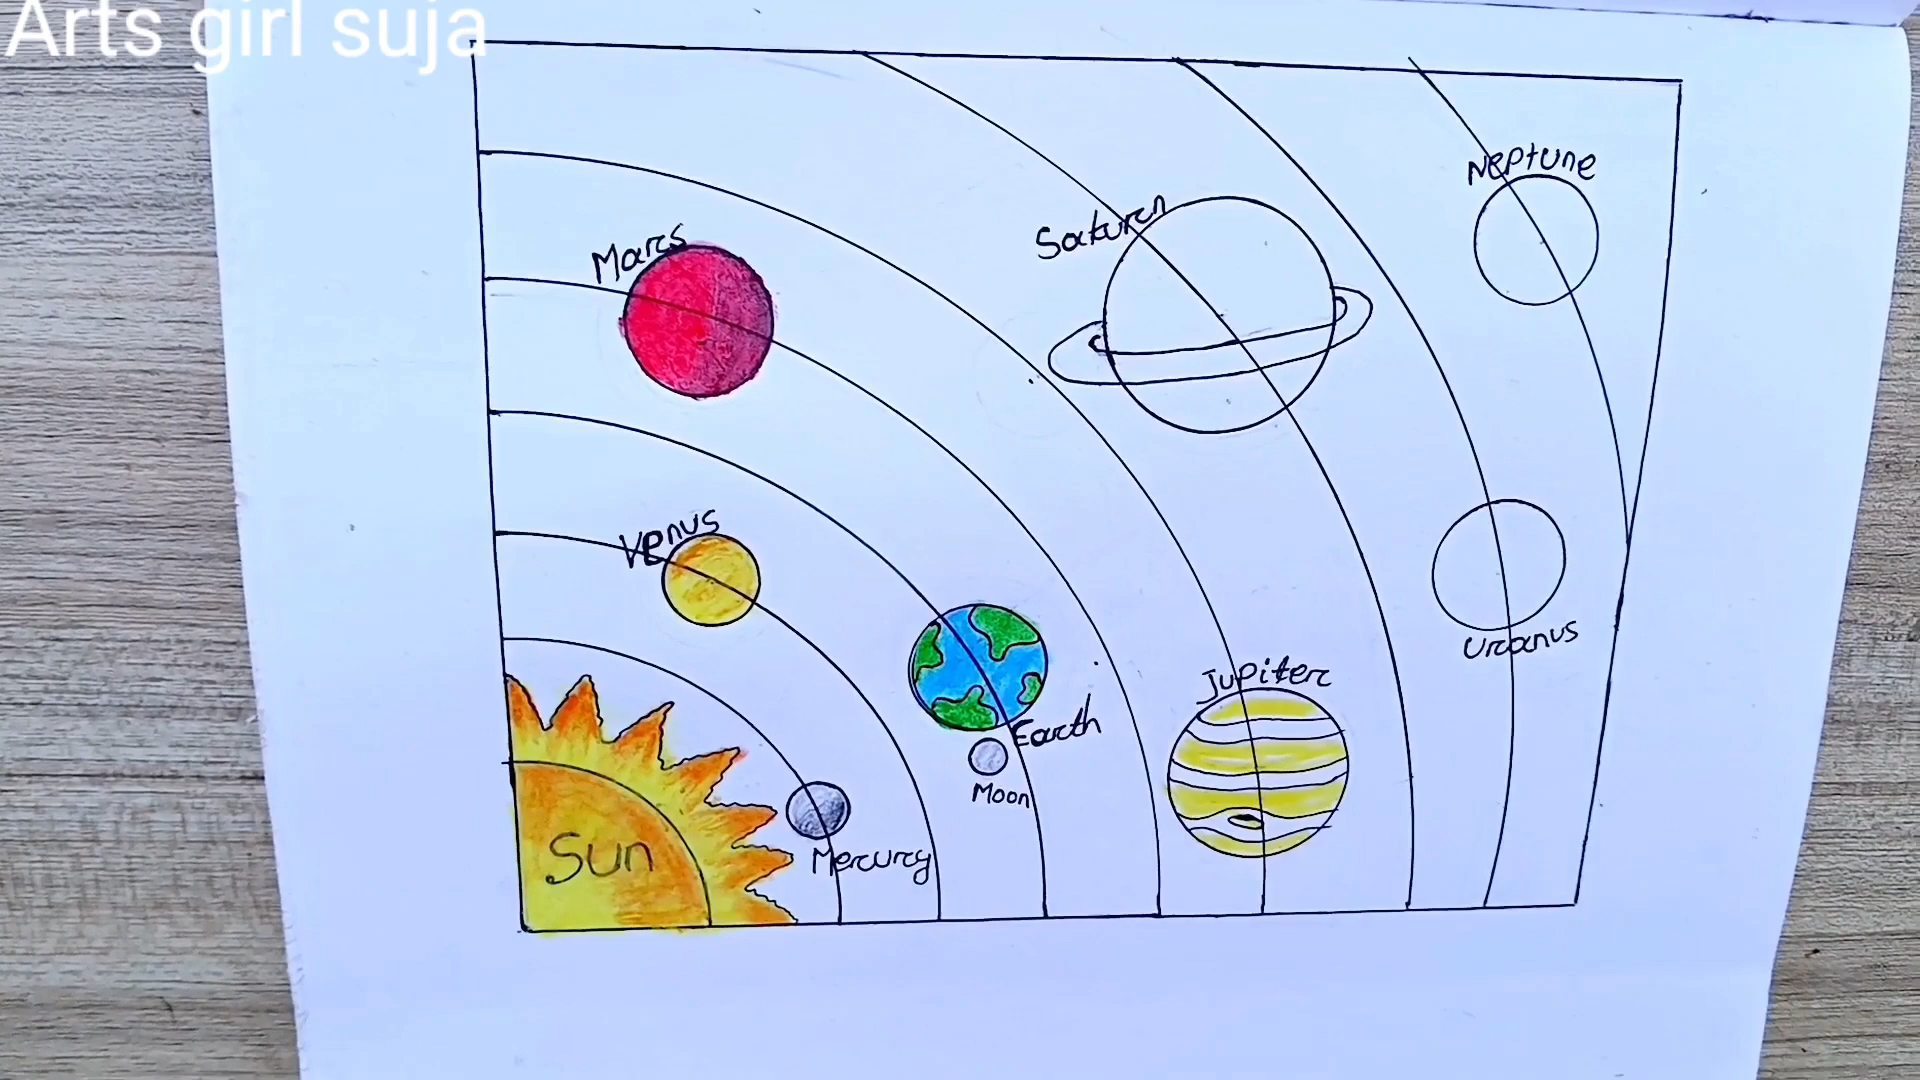 Arts girl suja
Neptune
Saturn
Mars
Venus
Uranus
Jupiter
Earth
Moon
Mercury
Sun